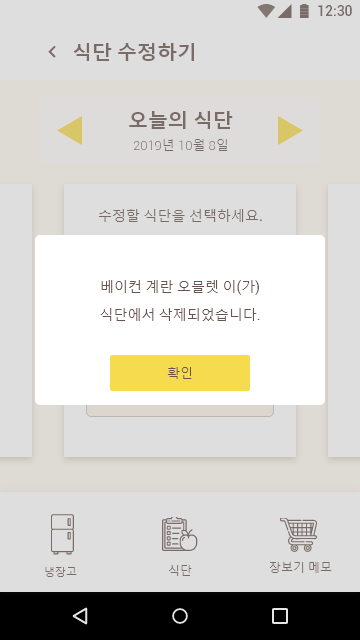 12:30
식단 수정하기
오늘의 식단
2019년 10월 8일
수정할 식단을 선택하세요.
베이컨 계란 오믈렛 이(가)
식단에서 삭제되었습니다.
확인
냉장고
식단
장보기 메모